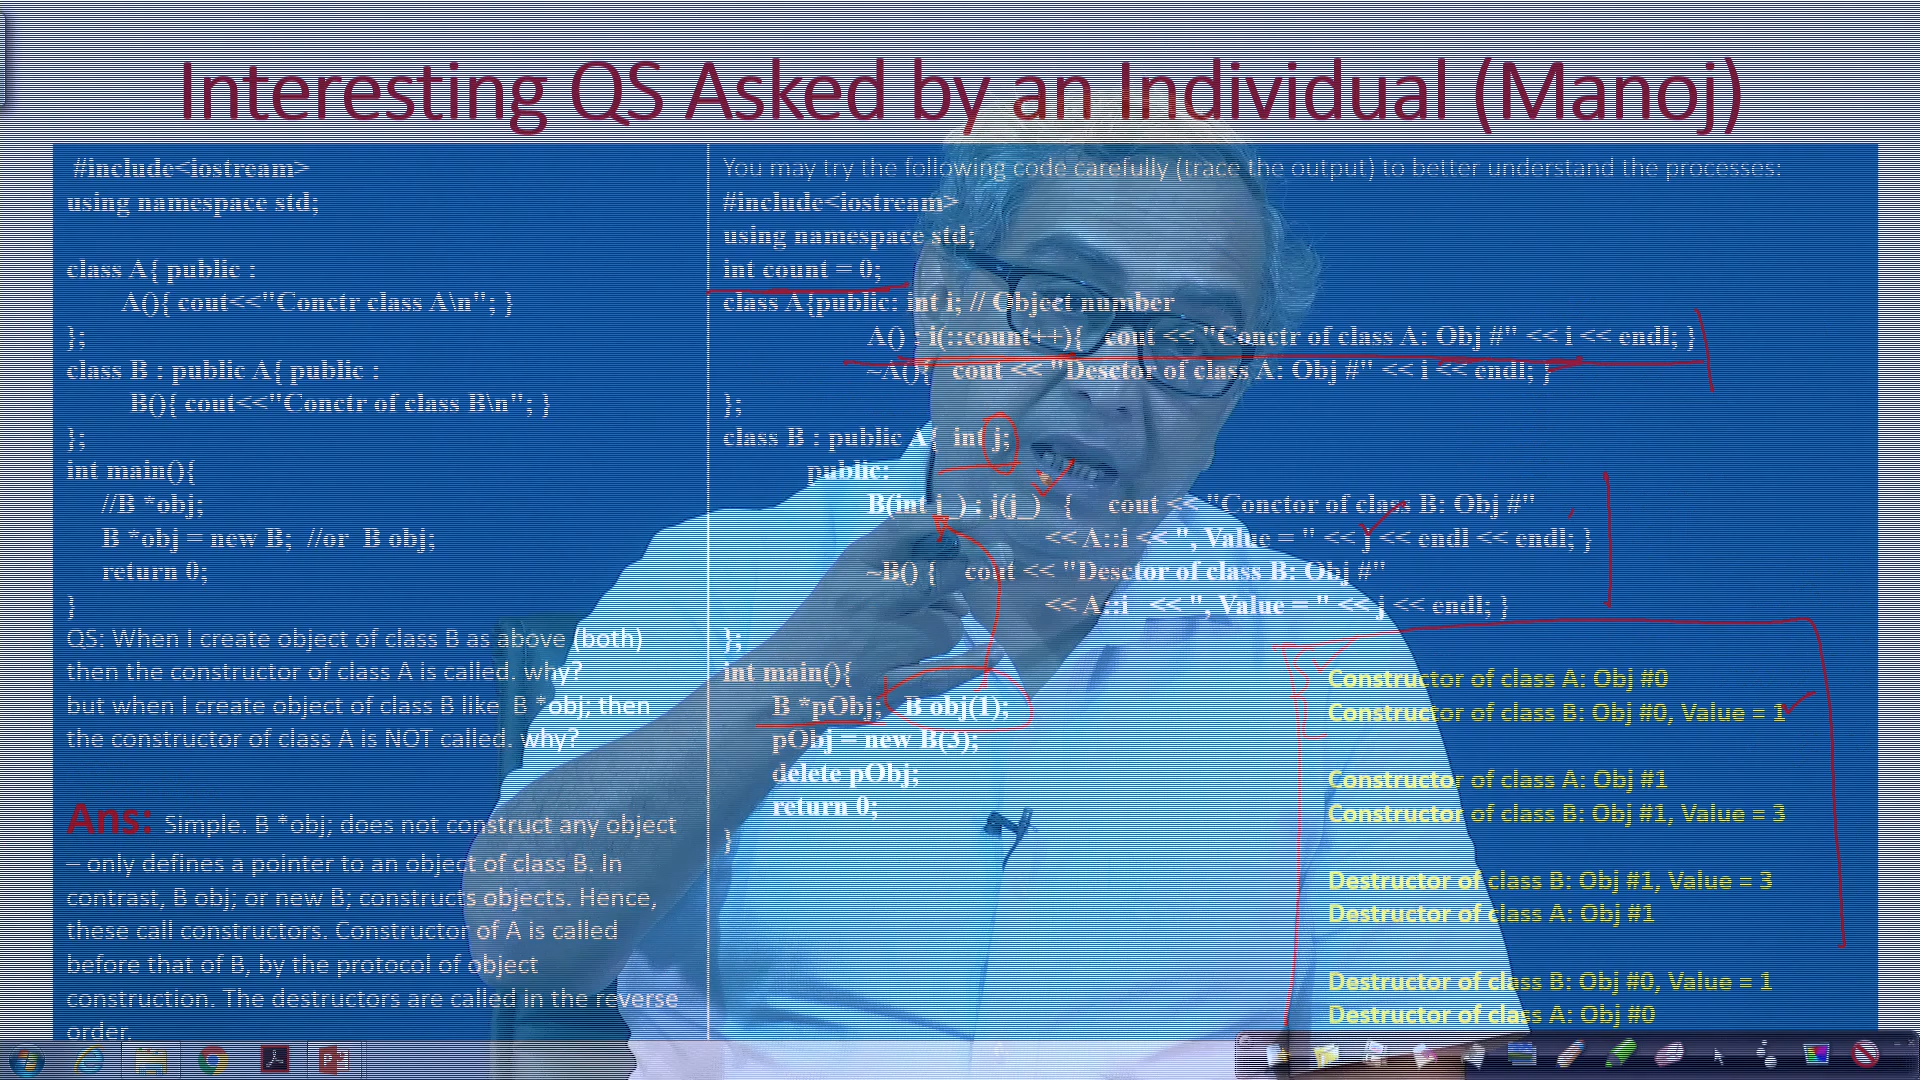 Interesting QS Asked by an Individual (Manoj)
#include<iostream>
using namespace std;
class A{ public :
A(){ cout<<"Conctr class A\n"; }
};
class B : public A{ public :
B(){ cout<<"Conctr of class B\n"; }
};
int main(){
//B *obj;
B *obj = new B;  //or  B obj;
return 0;
}
QS: When I create object of class B as above (both)
then the constructor of class A is called. why?
but when I create object of class B like  B *obj; then
the constructor of class A is NOT called. why?
Ans: Simple. B *obj; does not construct any object
– only defines a pointer to an object of class B. In
contrast, B obj; or new B; constructs objects. Hence,
these call constructors. Constructor of A is called
before that of B, by the protocol of object
construction. The destructors are called in the reverse
order.
You may try the following code carefully (trace the output) to better understand the processes:
#include<iostream>
using namespace std;
int count = 0;
class A{public: int i; // Object number
A() : i(::count++){   cout << "Conctr of class A: Obj #" << i << endl; }
~A(){   cout << "Desctor of class A: Obj #" << i << endl; }
};
class B : public A{  int j;
public:
B(int j_) : j(j_)   {     cout << "Conctor of class B: Obj #"
<< A::i << ", Value = " << j << endl << endl; }
~B() {    cout << "Desctor of class B: Obj #"
<< A::i   << ", Value = " << j << endl; }
};
int main(){
B *pObj;   B obj(1);
pObj = new B(3);
delete pObj;
return 0;
}
Constructor of class A: Obj #0
Constructor of class B: Obj #0, Value = 1
Constructor of class A: Obj #1
Constructor of class B: Obj #1, Value = 3
Destructor of class B: Obj #1, Value = 3
Destructor of class A: Obj #1
Destructor of class B: Obj #0, Value = 1
Destructor of class A: Obj #0